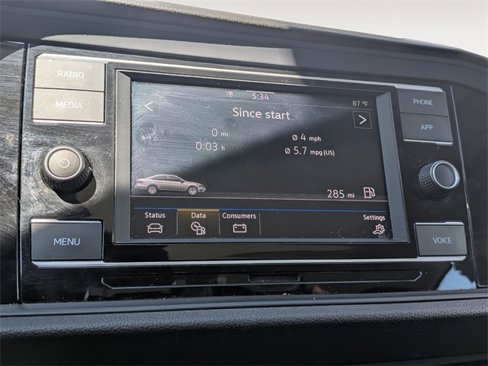 RADIO
MEDIA
MENU
5:34
87 °F
Since start
0 mi
0:03 h
ø 4 mph
ø 5.7 mpg (US)
285 mi
Status
Data
Consumers
Settings
PHONE
APP
VOICE